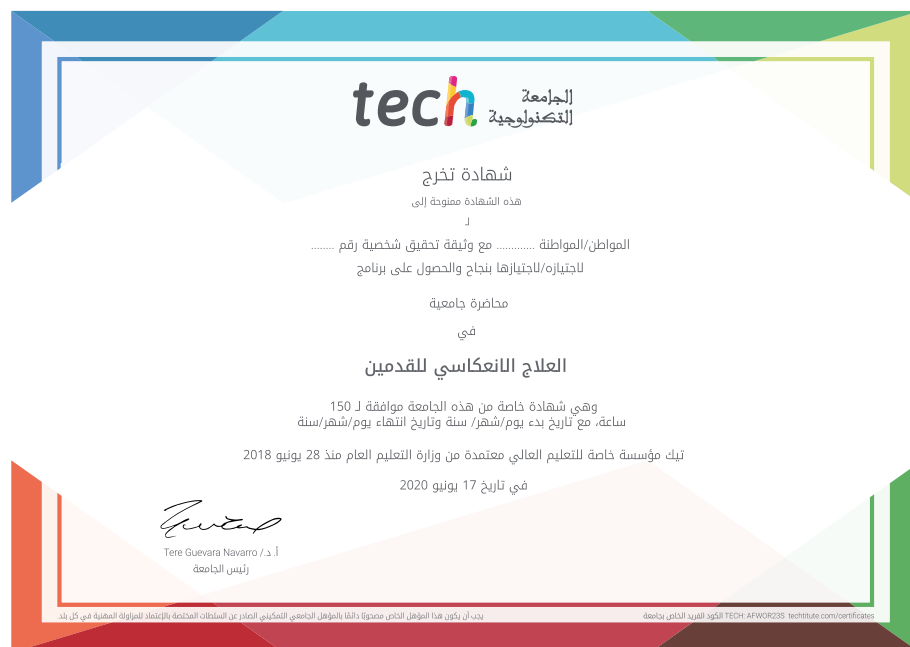 tech الجامعة
التكنولوجية
شهادة تخرج
هذه الشهادة ممنوحة إلى
لـ
المواطن/المواطنة ............. مع وثيقة تحقيق شخصية رقم ........
لاجتيازه/لاجتيازها بنجاح والحصول على برنامج
محاضرة جامعية
في
العلاج الانعكاسي للقدمين
وهي شهادة خاصة من هذه الجامعة موافقة لـ 150
ساعة، مع تاريخ بدء يوم/شهر/ سنة وتاريخ انتهاء يوم/شهر/سنة
تيك مؤسسة خاصة للتعليم العالي معتمدة من وزارة التعليم العام منذ 28 يونيو 2018
في تاريخ 17 يونيو 2020
أ. د./ Tere Guevara Navarro
رئيس الجامعة
يجب أن يكون هذا المؤهل الخاص مصحوبًا دائمًا بالمؤهل الجامعي التمكيني الصادر عن السلطات المختصة بالإعتماد للمزاولة المهنية في كل بلد.
الكود الفريد الخاص بجامعة TECH: AFWOR23S techtitute.com/certificates